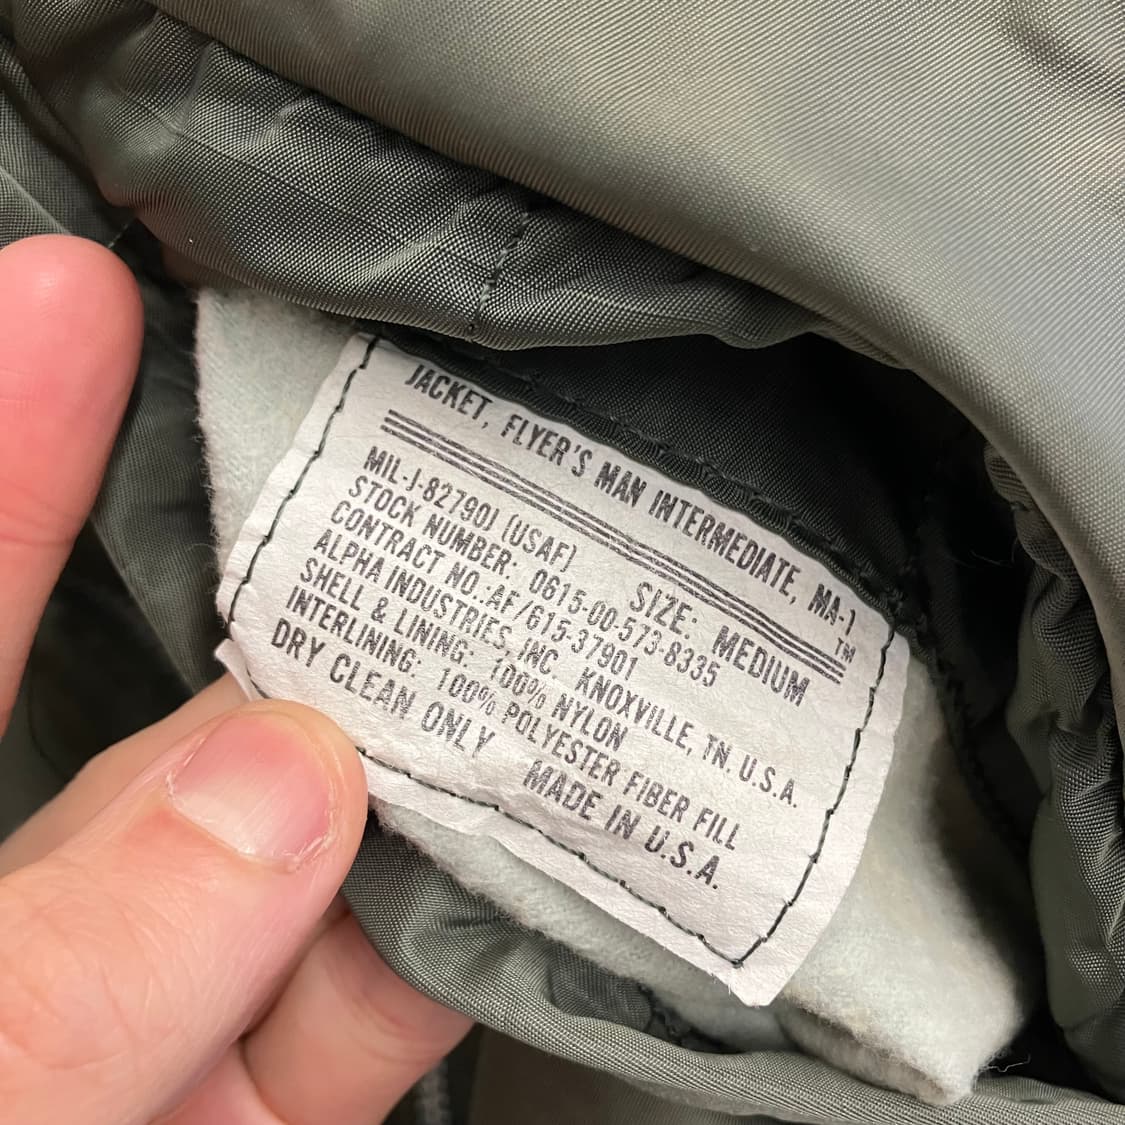 JACKET, FLYER'S MAN INTERMEDIATE, MA-1
TM
MIL-J-8279OJ (USAF) SIZE: MEDIUM
STOCK NUMBER: 0615-00-573-8335
CONTRACT NO.:AF/615-37901
ALPHA INDUSTRIES, INC. KNOXVILLE, TN. U.S.A.
SHELL & LINING: 100% NYLON
INTERLINING: 100% POLYESTER FIBER FILL
DRY CLEAN ONLY MADE IN U.S.A.